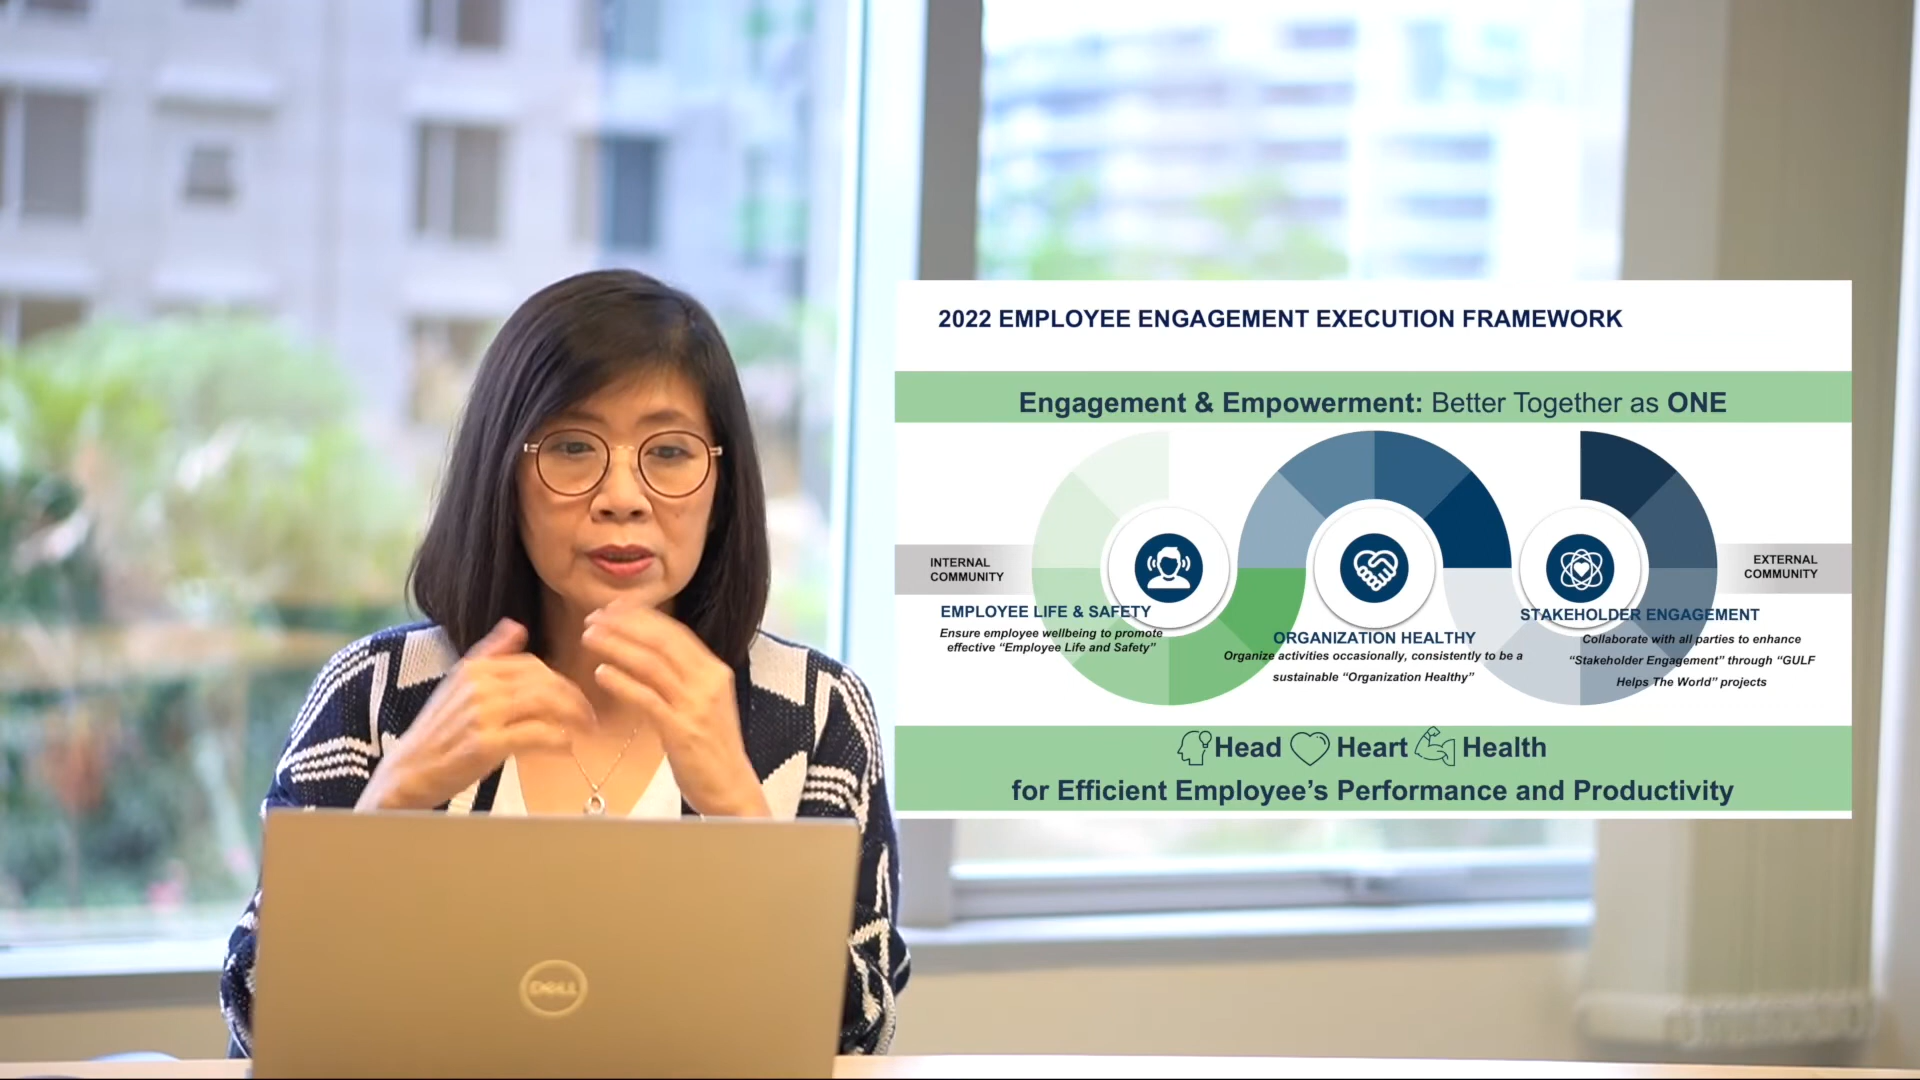 2022 EMPLOYEE ENGAGEMENT EXECUTION FRAMEWORK
Engagement & Empowerment: Better Together as ONE
INTERNAL
COMMUNITY
EXTERNAL
COMMUNITY
EMPLOYEE LIFE & SAFETY
Ensure employee wellbeing to promote
effective “Employee Life and Safety”
ORGANIZATION HEALTHY
Organize activities occasionally, consistently to be a
sustainable “Organization Healthy”
STAKEHOLDER ENGAGEMENT
Collaborate with all parties to enhance
“Stakeholder Engagement” through “GULF
Helps The World” projects
Head Heart Health
for Efficient Employee’s Performance and Productivity
DELL